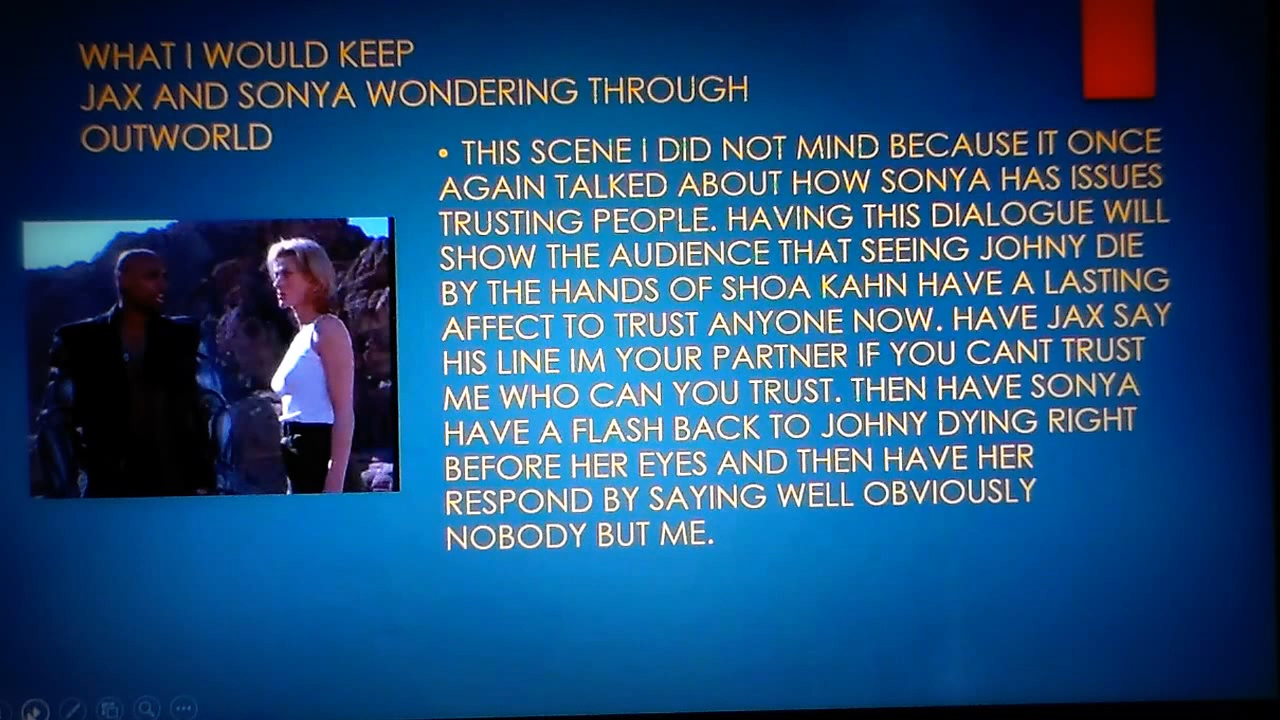 WHAT I WOULD KEEP
JAX AND SONYA WONDERING THROUGH
OUTWORLD
• THIS SCENE I DID NOT MIND BECAUSE IT ONCE
AGAIN TALKED ABOUT HOW SONYA HAS ISSUES
TRUSTING PEOPLE. HAVING THIS DIALOGUE WILL
SHOW THE AUDIENCE THAT SEEING JOHNY DIE
BY THE HANDS OF SHOA KAHN HAVE A LASTING
AFFECT TO TRUST ANYONE NOW. HAVE JAX SAY
HIS LINE IM YOUR PARTNER IF YOU CANT TRUST
ME WHO CAN YOU TRUST. THEN HAVE SONYA
HAVE A FLASH BACK TO JOHNY DYING RIGHT
BEFORE HER EYES AND THEN HAVE HER
RESPOND BY SAYING WELL OBVIOUSLY
NOBODY BUT ME.